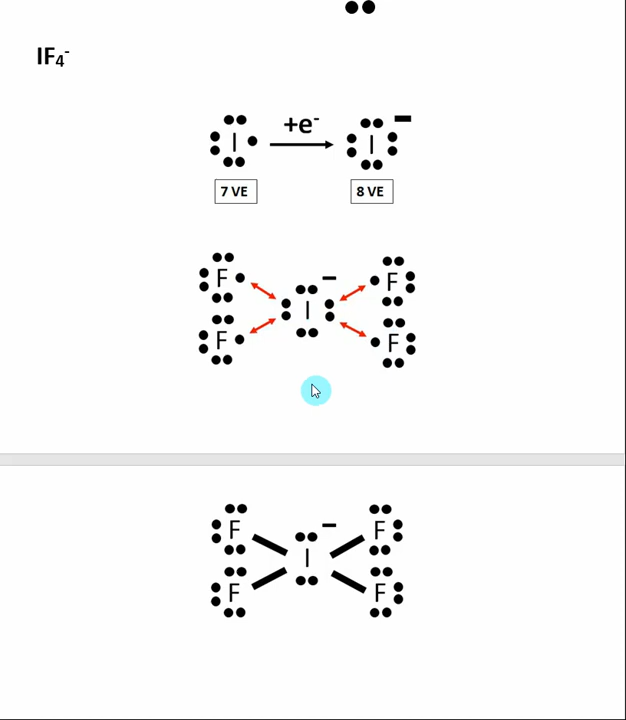 IF₄⁻
I +e⁻ I⁻
7 VE 8 VE
F I⁻ F
F F
F I⁻ F
F F